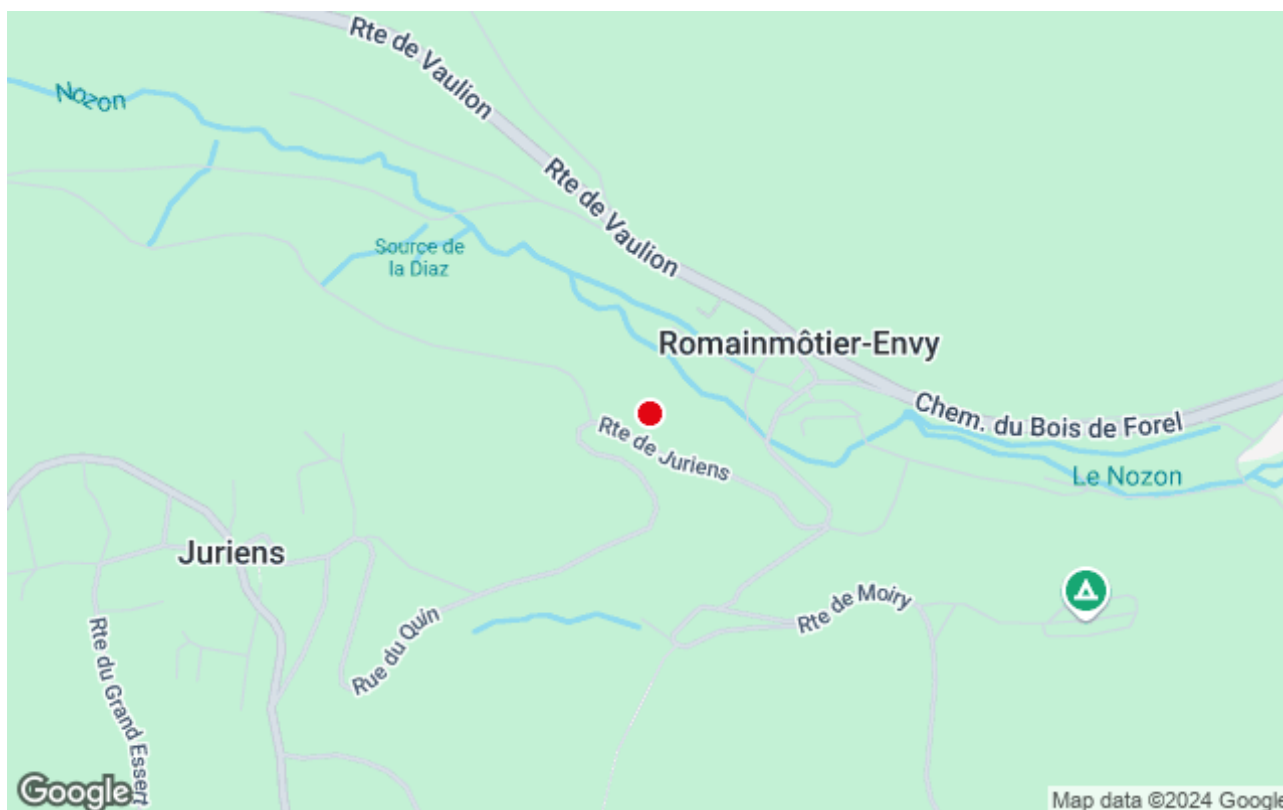 Rte de Vaulion
Nozon
Rte de Vaulion
Source de
la Diaz
Romainmôtier-Envy
Chem. du Bois de Forel
Rte de Juriens
Le Nozon
Juriens
Rte de Moiry
Rue du Quin
Rte du Grand Essert
Google
Map data ©2024 Google